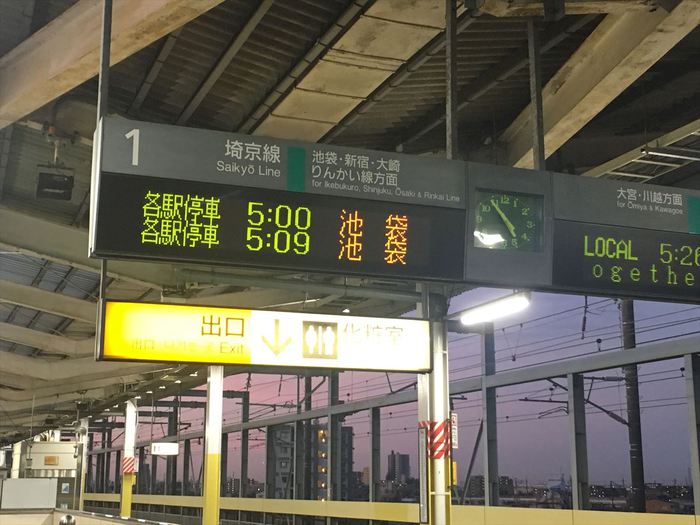 1 埼京線
Saikyō Line
池袋・新宿・大崎
りんかい線方面
for Ikebukuro, Shinjuku, Ōsaki & Rinkai Line
大宮・川越方面
for Ōmiya & Kawagoe
各駅停車 5:00 池袋
各駅停車 5:09 池袋
LOCAL 5:26
ogethe
出口
Exit
化粧室